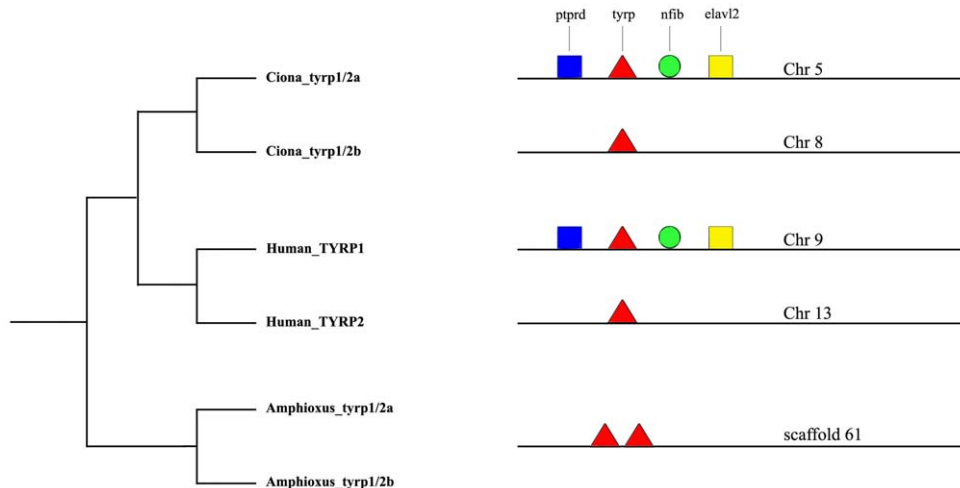 ptprd tyrp nfib elavl2
Ciona_tyrp1/2a Chr 5
Ciona_tyrp1/2b Chr 8
Human_TYRP1 Chr 9
Human_TYRP2 Chr 13
Amphioxus_tyrp1/2a
scaffold 61
Amphioxus_tyrp1/2b